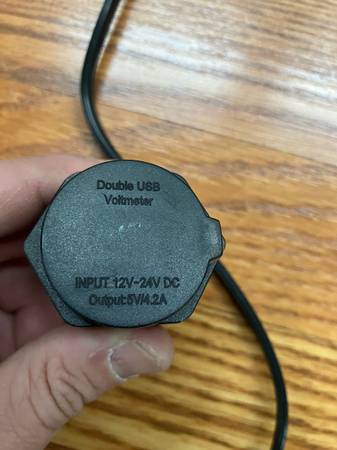 Double USB
Voltmeter
INPUT 12V-24V DC
Output:5V/4.2A